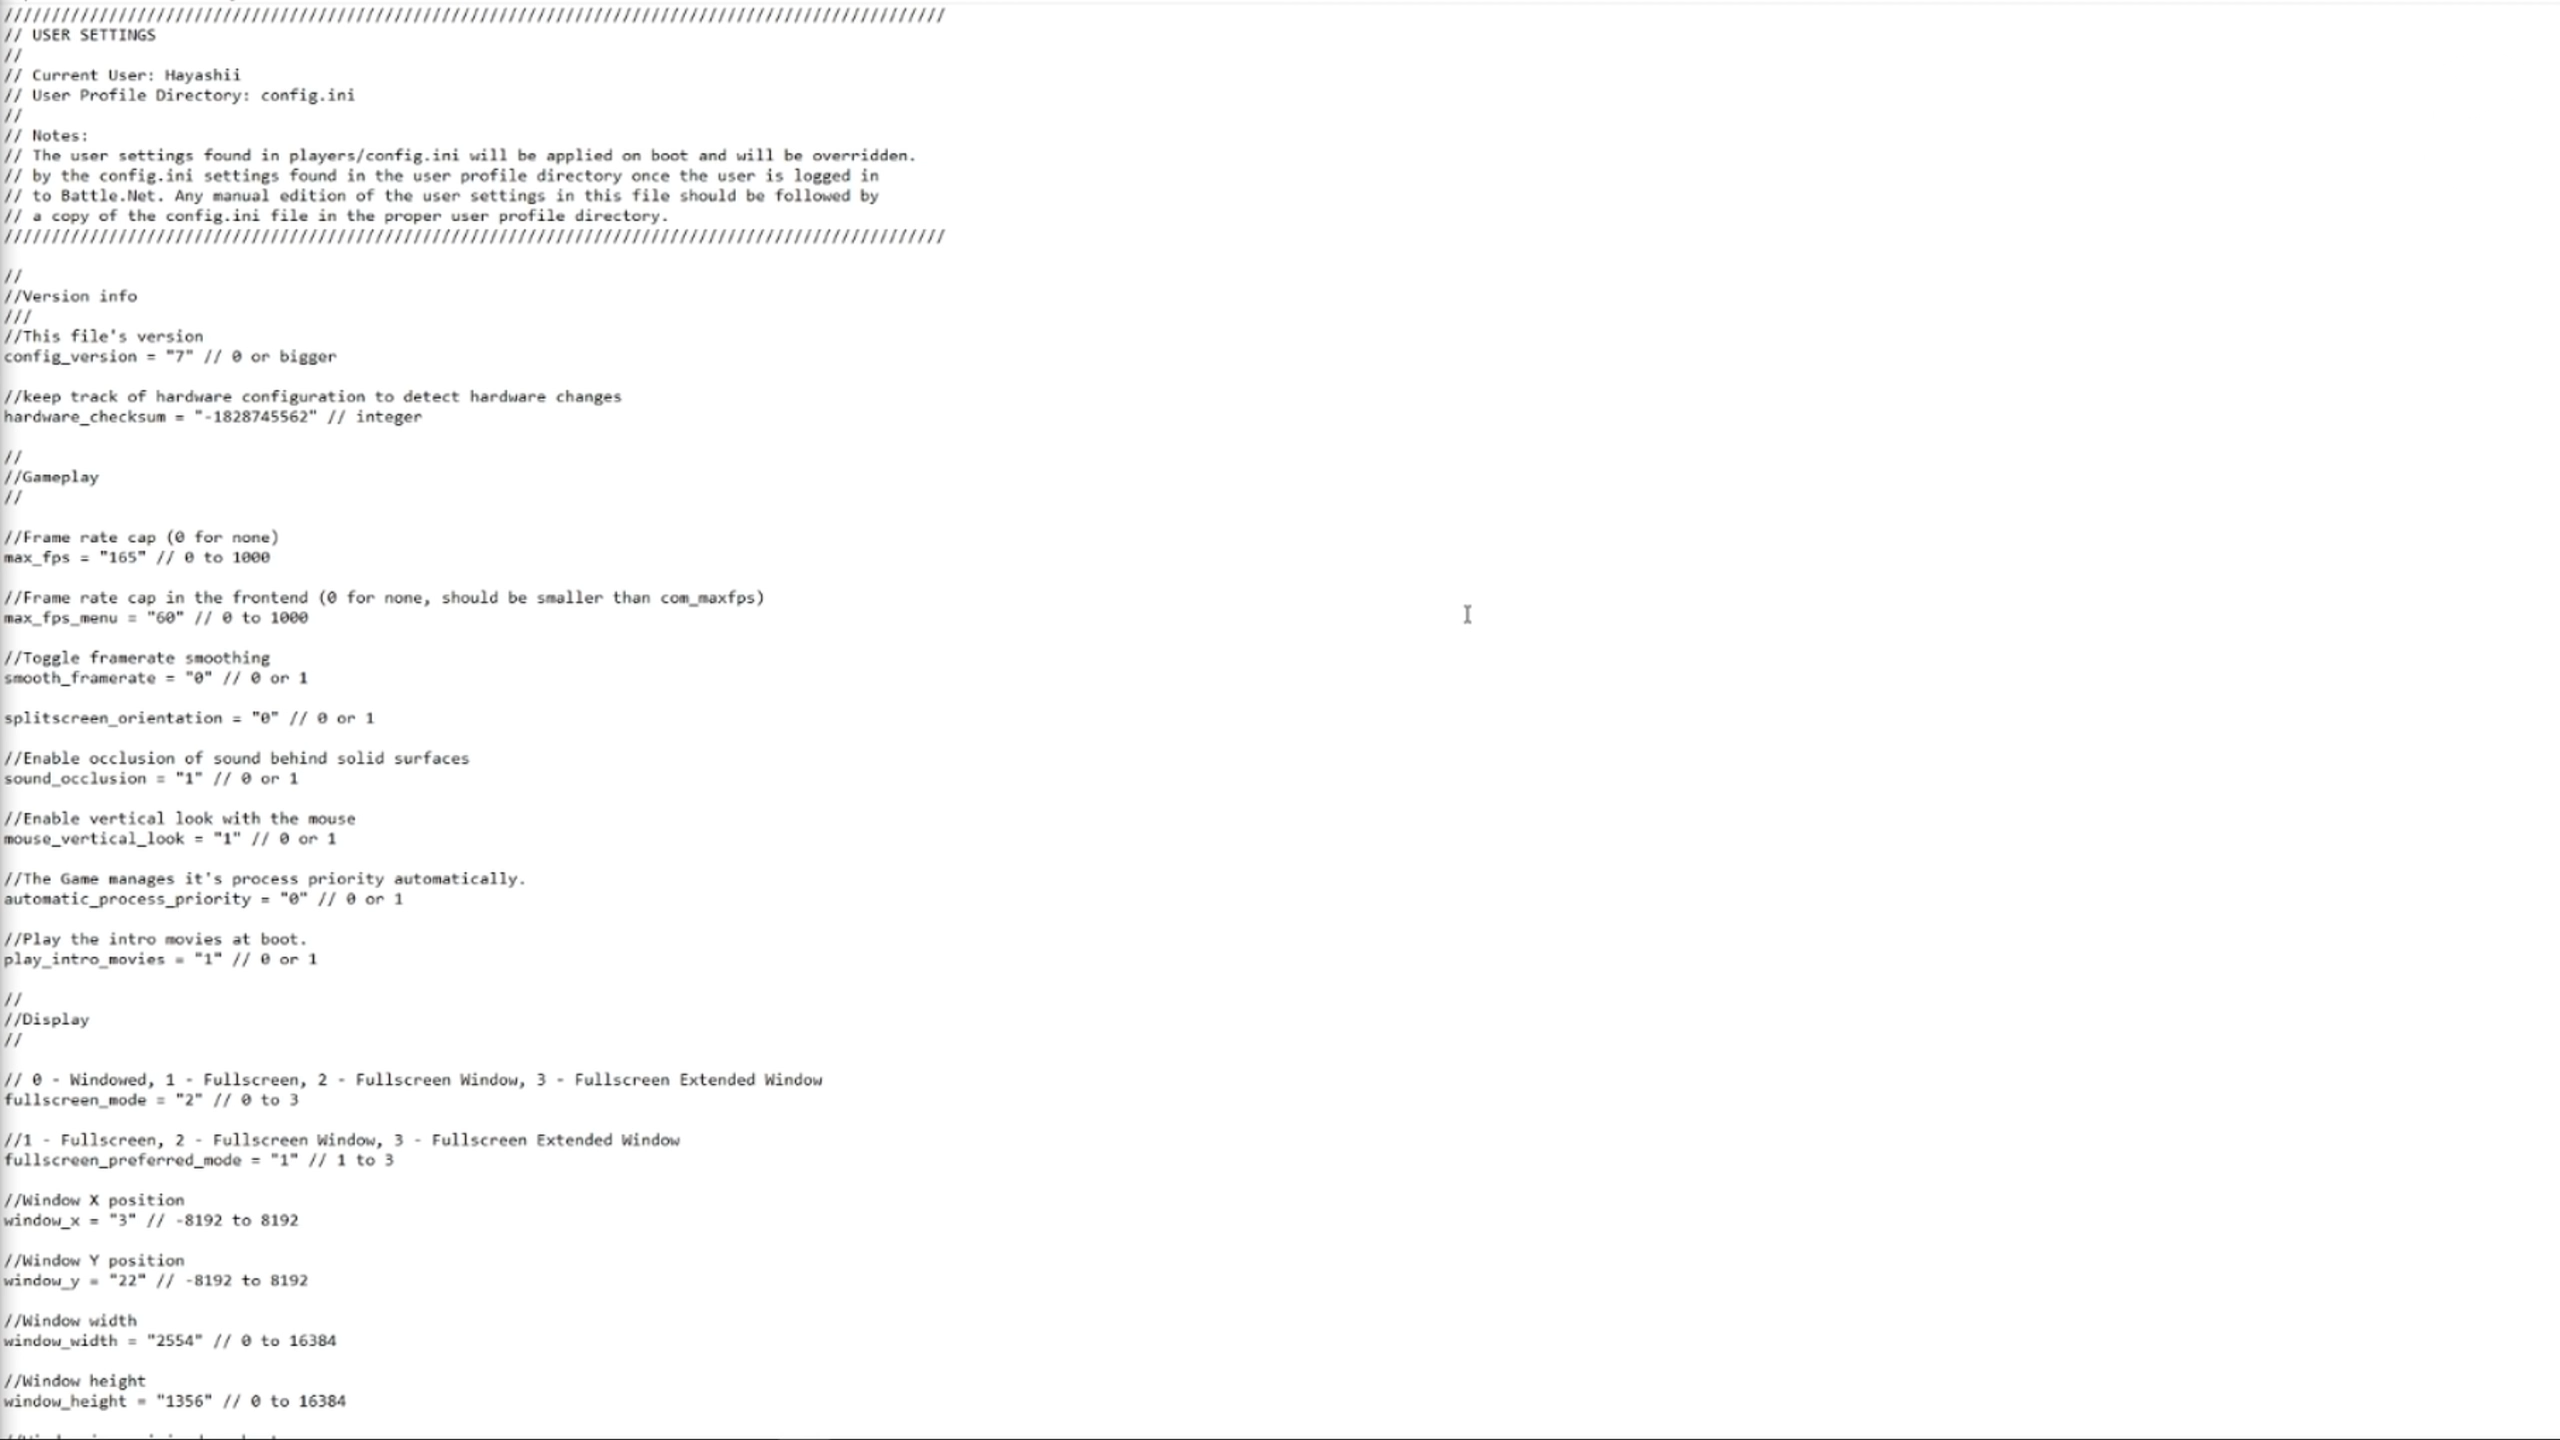 ///////////////////////////////////////////////////////////////////////////////////////////////////
// USER SETTINGS
//
// Current User: Hayashii
// User Profile Directory: config.ini
//
// Notes:
// The user settings found in players/config.ini will be applied on boot and will be overridden.
// by the config.ini settings found in the user profile directory once the user is logged in
// to Battle.Net. Any manual edition of the user settings in this file should be followed by
// a copy of the config.ini file in the proper user profile directory.
///////////////////////////////////////////////////////////////////////////////////////////////////
//
//Version info
///
//This file's version
config_version = "7" // 0 or bigger
//keep track of hardware configuration to detect hardware changes
hardware_checksum = "-1828745562" // integer
//
//Gameplay
//
//Frame rate cap (0 for none)
max_fps = "165" // 0 to 1000
//Frame rate cap in the frontend (0 for none, should be smaller than com_maxfps)
max_fps_menu = "60" // 0 to 1000
//Toggle framerate smoothing
smooth_framerate = "0" // 0 or 1
splitscreen_orientation = "0" // 0 or 1
//Enable occlusion of sound behind solid surfaces
sound_occlusion = "1" // 0 or 1
//Enable vertical look with the mouse
mouse_vertical_look = "1" // 0 or 1
//The Game manages it's process priority automatically.
automatic_process_priority = "0" // 0 or 1
//Play the intro movies at boot.
play_intro_movies = "1" // 0 or 1
//
//Display
//
// 0 - Windowed, 1 - Fullscreen, 2 - Fullscreen Window, 3 - Fullscreen Extended Window
fullscreen_mode = "2" // 0 to 3
//1 - Fullscreen, 2 - Fullscreen Window, 3 - Fullscreen Extended Window
fullscreen_preferred_mode = "1" // 1 to 3
//Window X position
window_x = "3" // -8192 to 8192
//Window Y position
window_y = "22" // -8192 to 8192
//Window width
window_width = "2554" // 0 to 16384
//Window height
window_height = "1356" // 0 to 16384